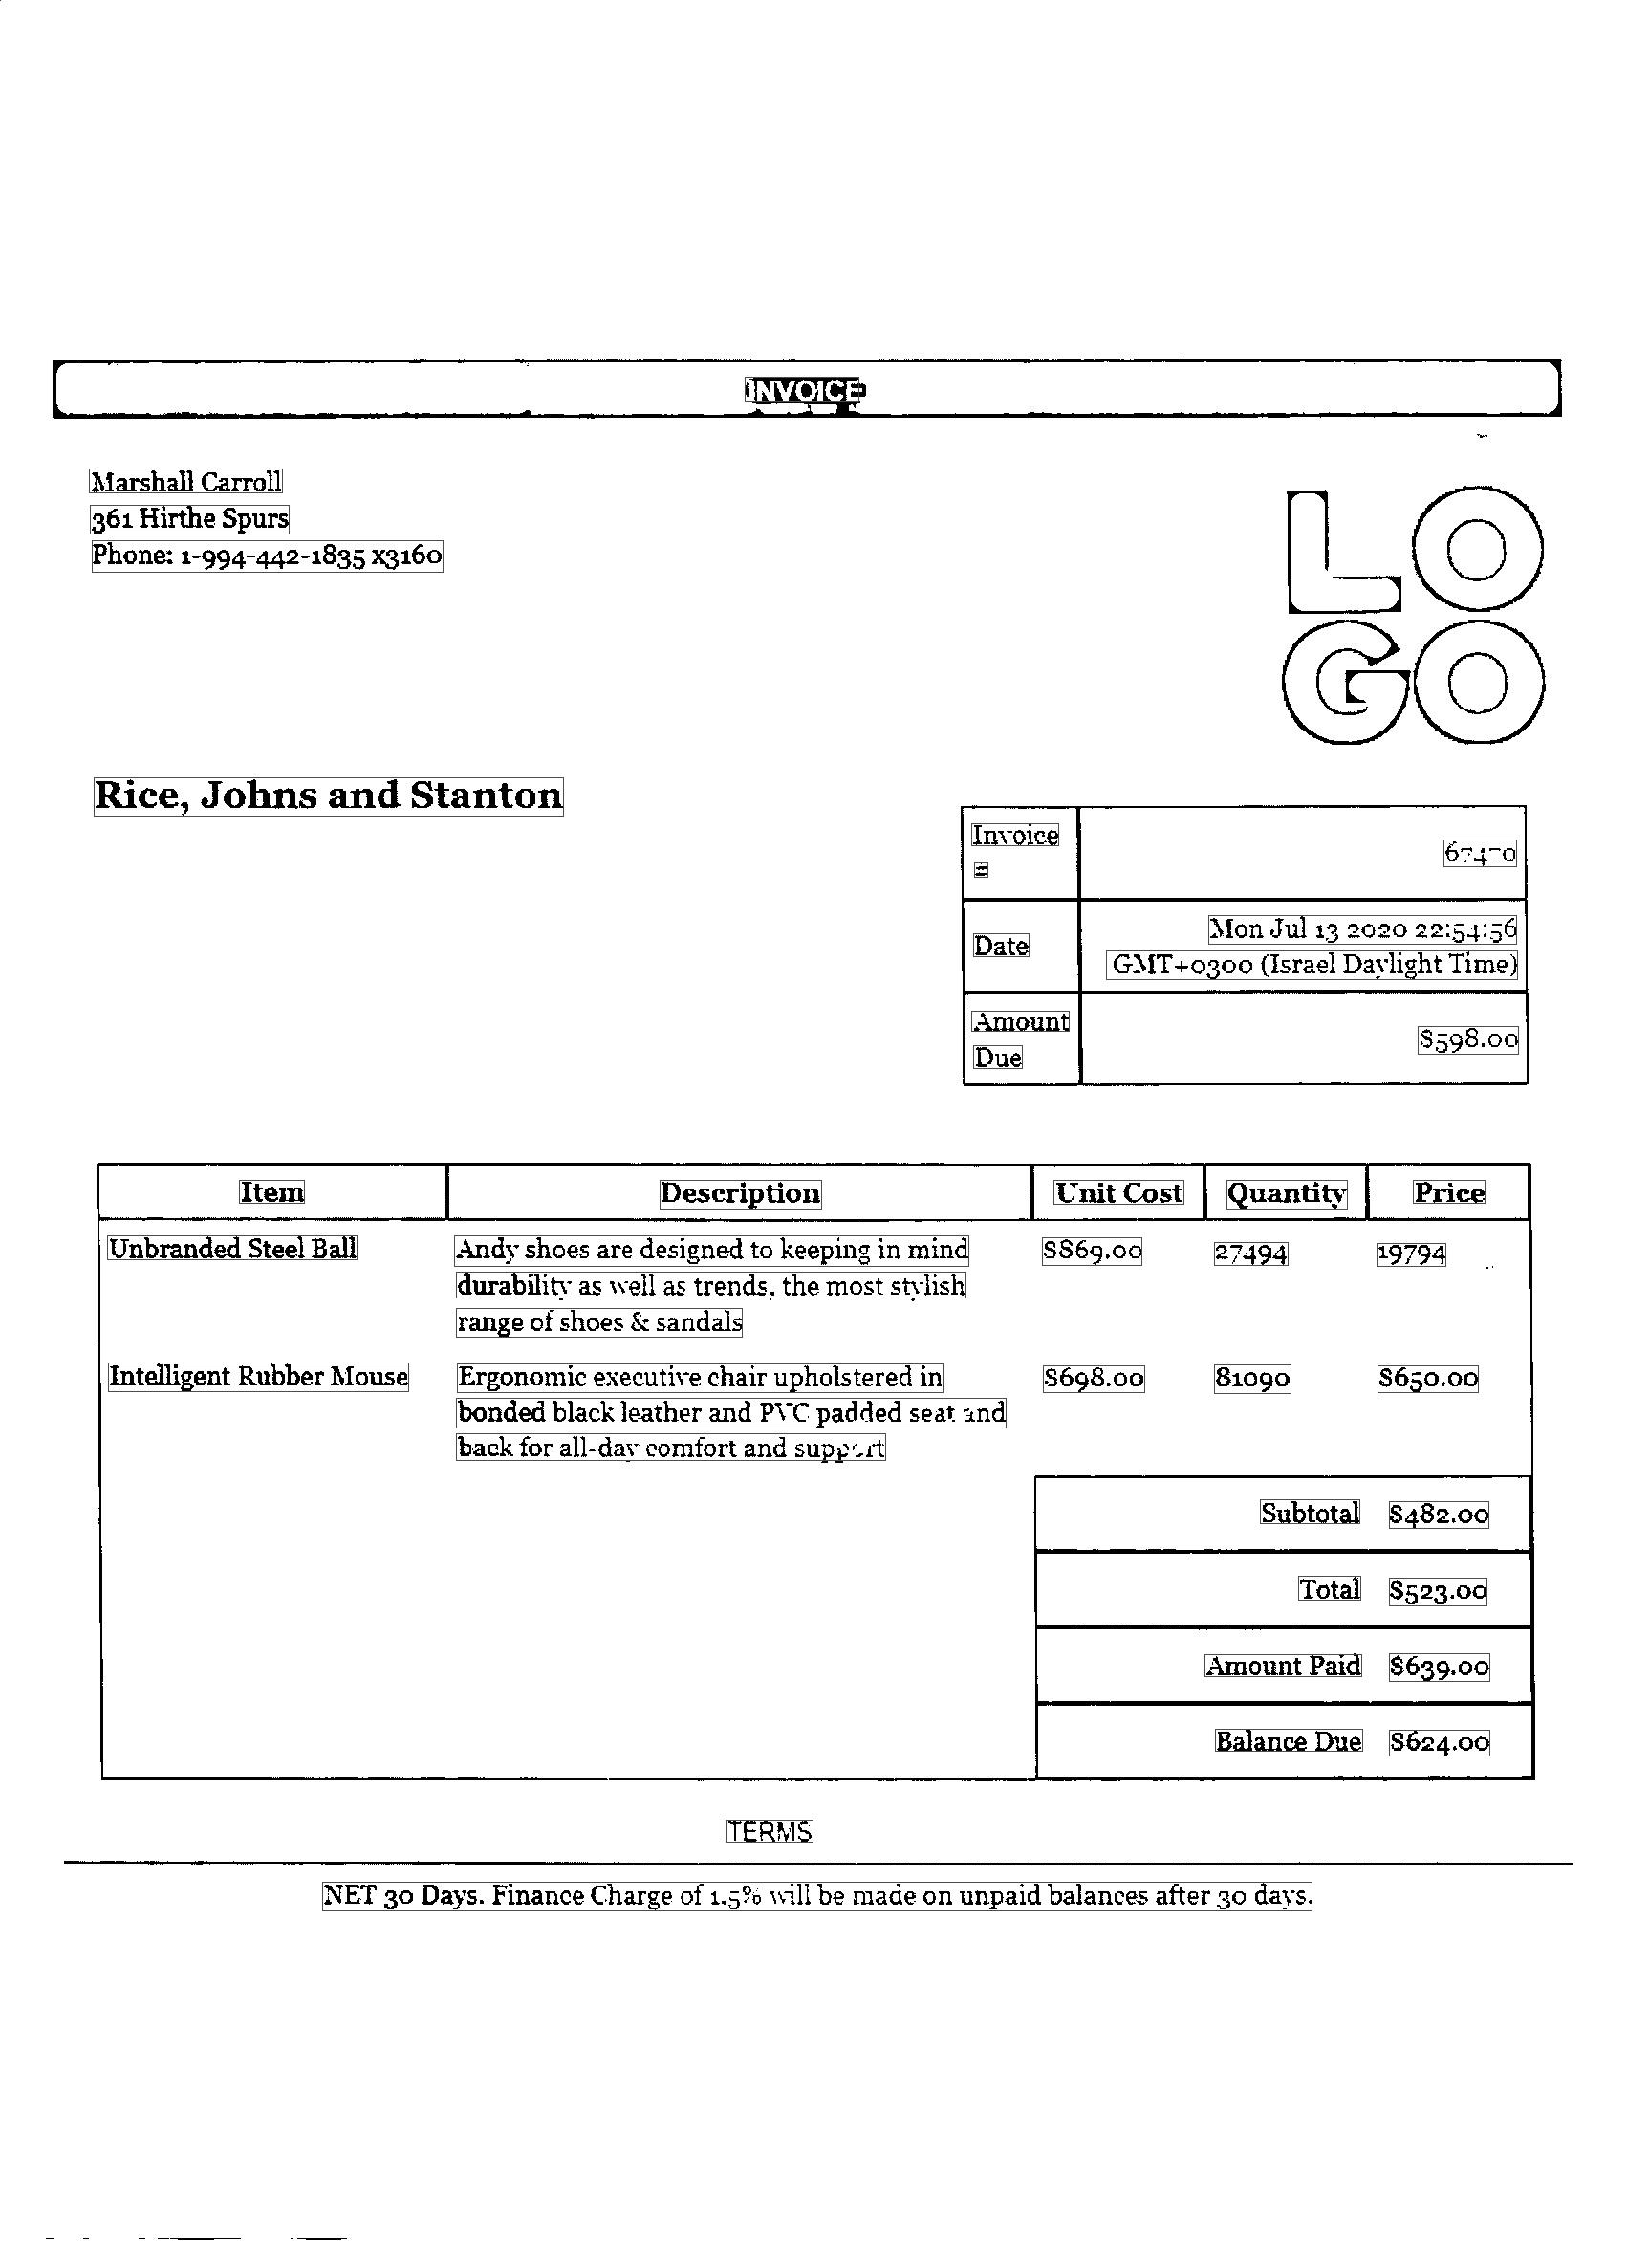 INVOICE
Marshall Carroll
361 Hirthe Spurs
Phone: 1-994-442-1835 x3160
LO
GO
Rice, Johns and Stanton
Invoice
#
67470
Date
Mon Jul 13 2020 22:54:56
GMT+0300 (Israel Daylight Time)
Amount
Due
$598.00
Item Description Unit Cost Quantity Price
Unbranded Steel Ball Andy shoes are designed to keeping in mind $869.00 27494 19794
durability as well as trends, the most stylish
range of shoes & sandals
Intelligent Rubber Mouse Ergonomic executive chair upholstered in $698.00 81090 $650.00
bonded black leather and PVC padded seat and
back for all-day comfort and support
Subtotal $482.00
Total $523.00
Amount Paid $639.00
Balance Due $624.00
TERMS
NET 30 Days. Finance Charge of 1.5% will be made on unpaid balances after 30 days.